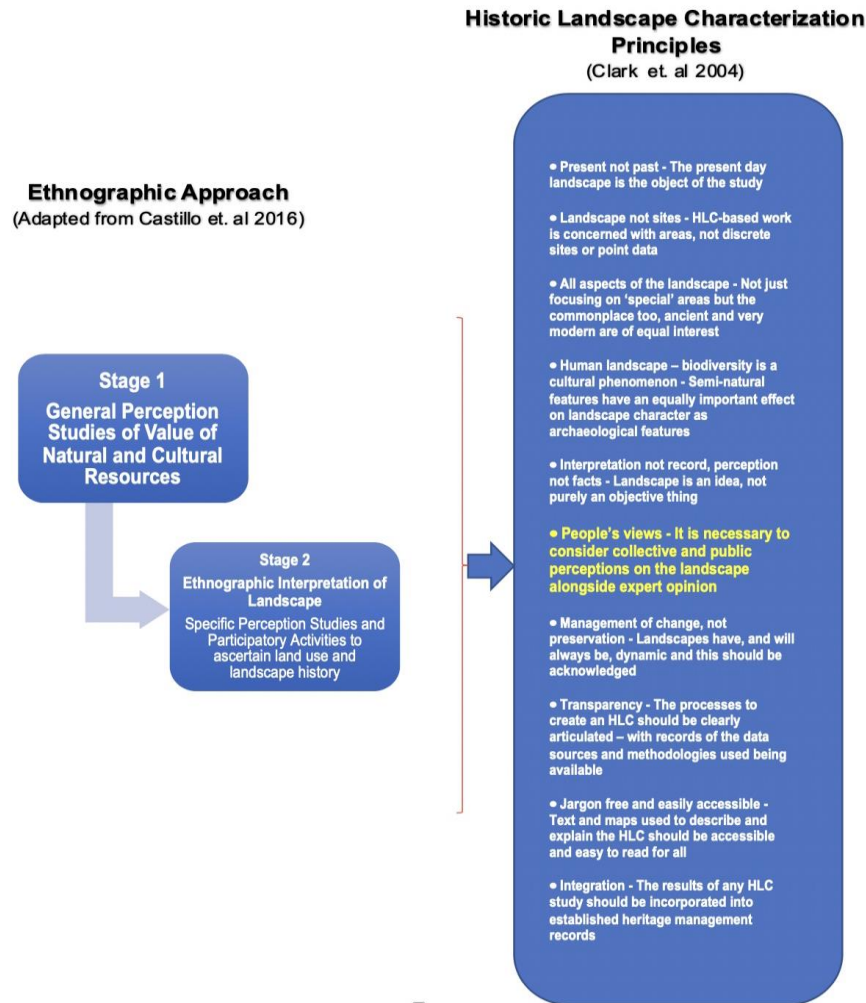 Historic Landscape Characterization
Principles
(Clark et. al 2004)
Ethnographic Approach
(Adapted from Castillo et. al 2016)
Stage 1
General Perception
Studies of Value of
Natural and Cultural
Resources
Stage 2
Ethnographic Interpretation of
Landscape
Specific Perception Studies and
Participatory Activities to
ascertain land use and
landscape history
• Present not past - The present day
landscape is the object of the study
• Landscape not sites - HLC-based work
is concerned with areas, not discrete
sites or point data
• All aspects of the landscape - Not just
focusing on ‘special’ areas but the
commonplace too, ancient and very
modern are of equal interest
• Human landscape – biodiversity is a
cultural phenomenon - Semi-natural
features have an equally important effect
on landscape character as
archaeological features
• Interpretation not record, perception
not facts - Landscape is an idea, not
purely an objective thing
• People’s views - It is necessary to
consider collective and public
perceptions on the landscape
alongside expert opinion
• Management of change, not
preservation - Landscapes have, and will
always be, dynamic and this should be
acknowledged
• Transparency - The processes to
create an HLC should be clearly
articulated – with records of the data
sources and methodologies used being
available
• Jargon free and easily accessible -
Text and maps used to describe and
explain the HLC should be accessible
and easy to read for all
• Integration - The results of any HLC
study should be incorporated into
established heritage management
records